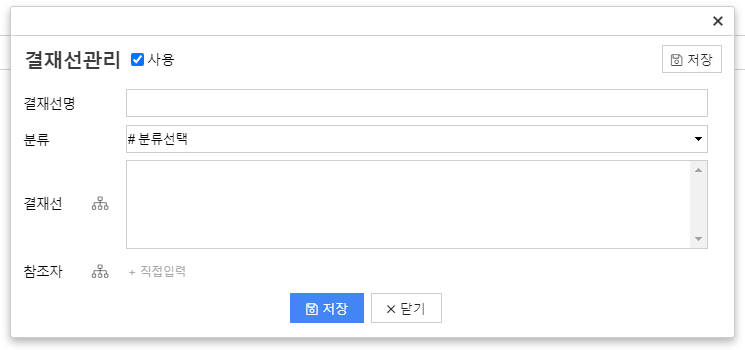 결재선관리 사용 저장
결재선명
분류 # 분류선택
결재선
참조자 + 직접입력
저장 × 닫기